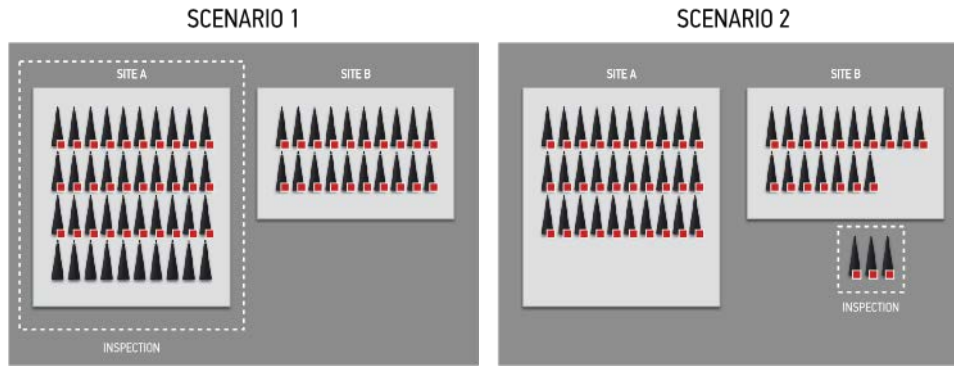 SCENARIO 1
SITE A
SITE B
INSPECTION
SCENARIO 2
SITE A
SITE B
INSPECTION